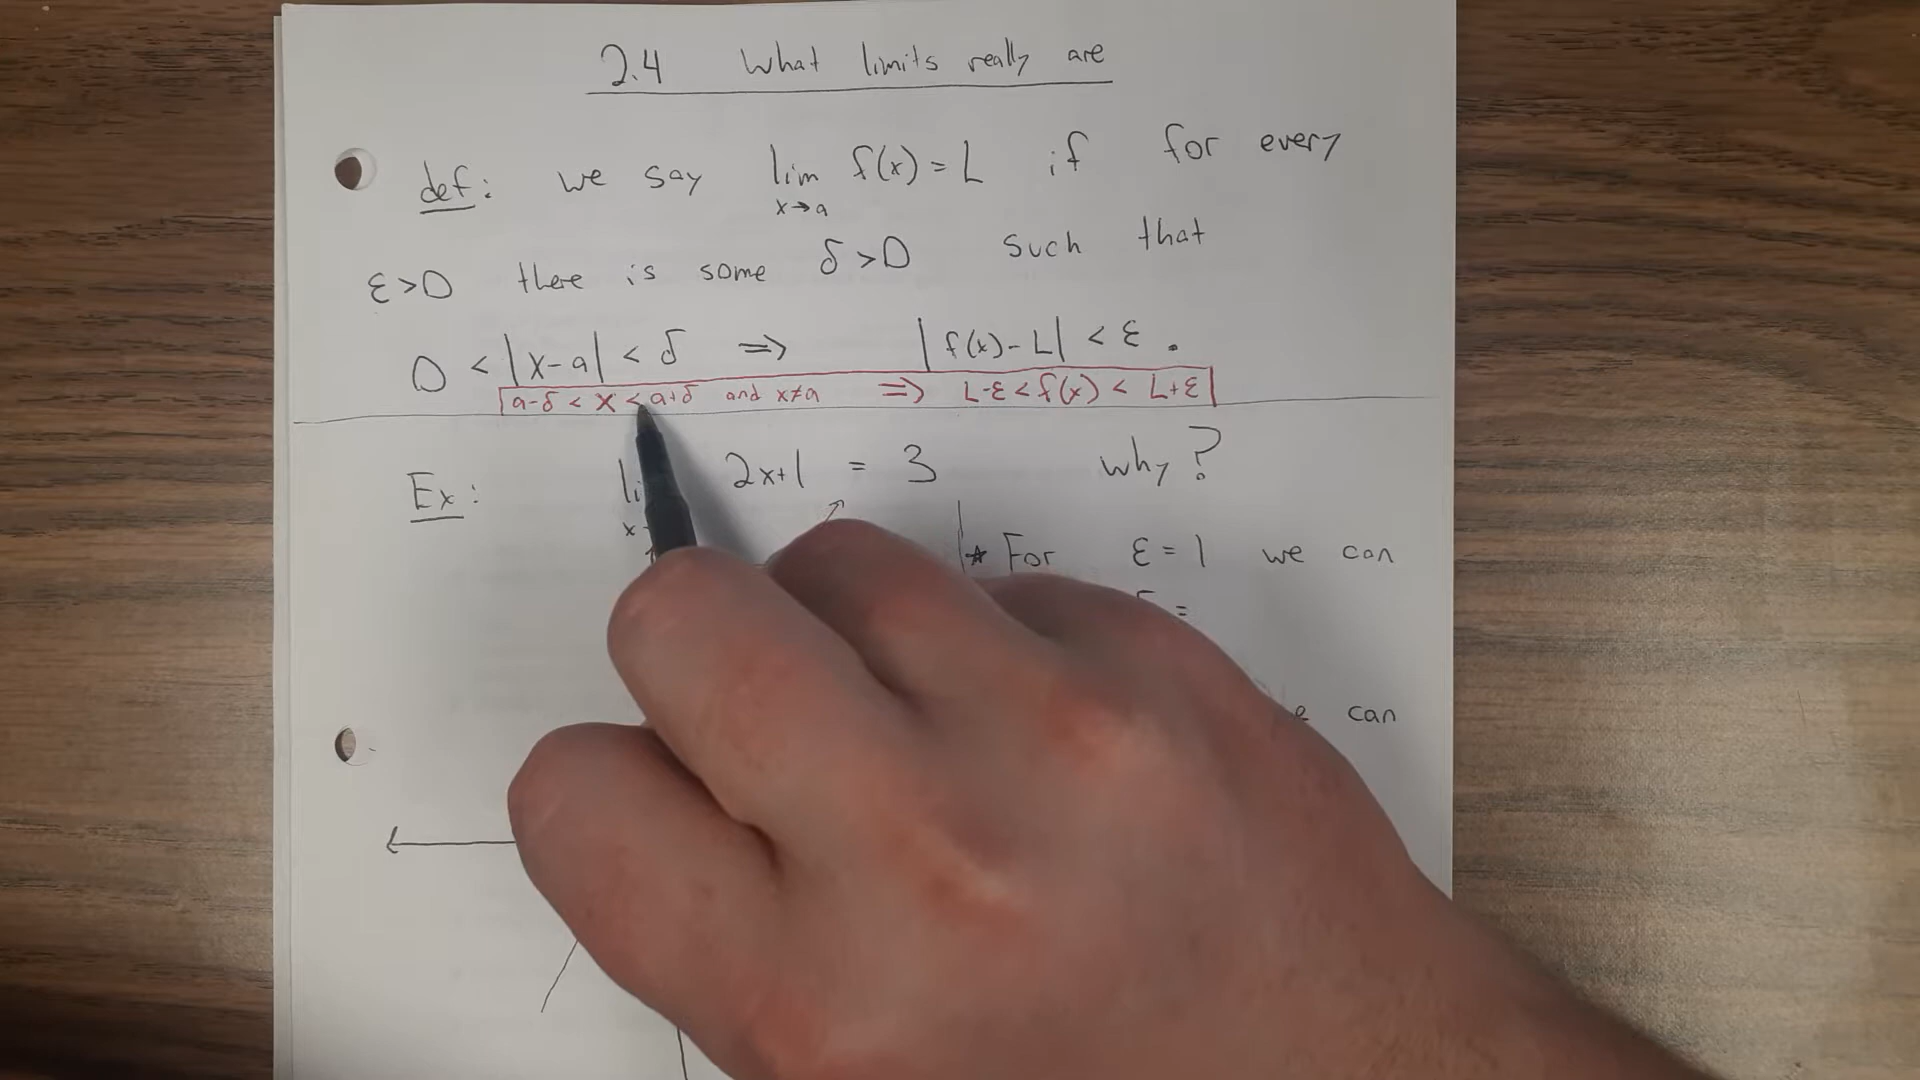 2.4 What limits really are
def: we say lim f(x) = L if for every
x→a
ε>0 there is some δ>0 such that
0 < |x-a| < δ ⟹ |f(x)-L| < ε.
a-δ < x < a+δ and x≠a ⟹ L-ε < f(x) < L+ε
Ex: 2x+1 = 3 why?
* For ε = 1 we can
=
can